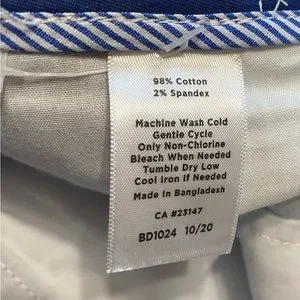 98% Cotton
2% Spandex
Machine Wash Cold
Gentle Cycle
Only Non-Chlorine
Bleach When Needed
Tumble Dry Low
Cool Iron If Needed
Made in Bangladesh
CA #23147
BD1024 10/20